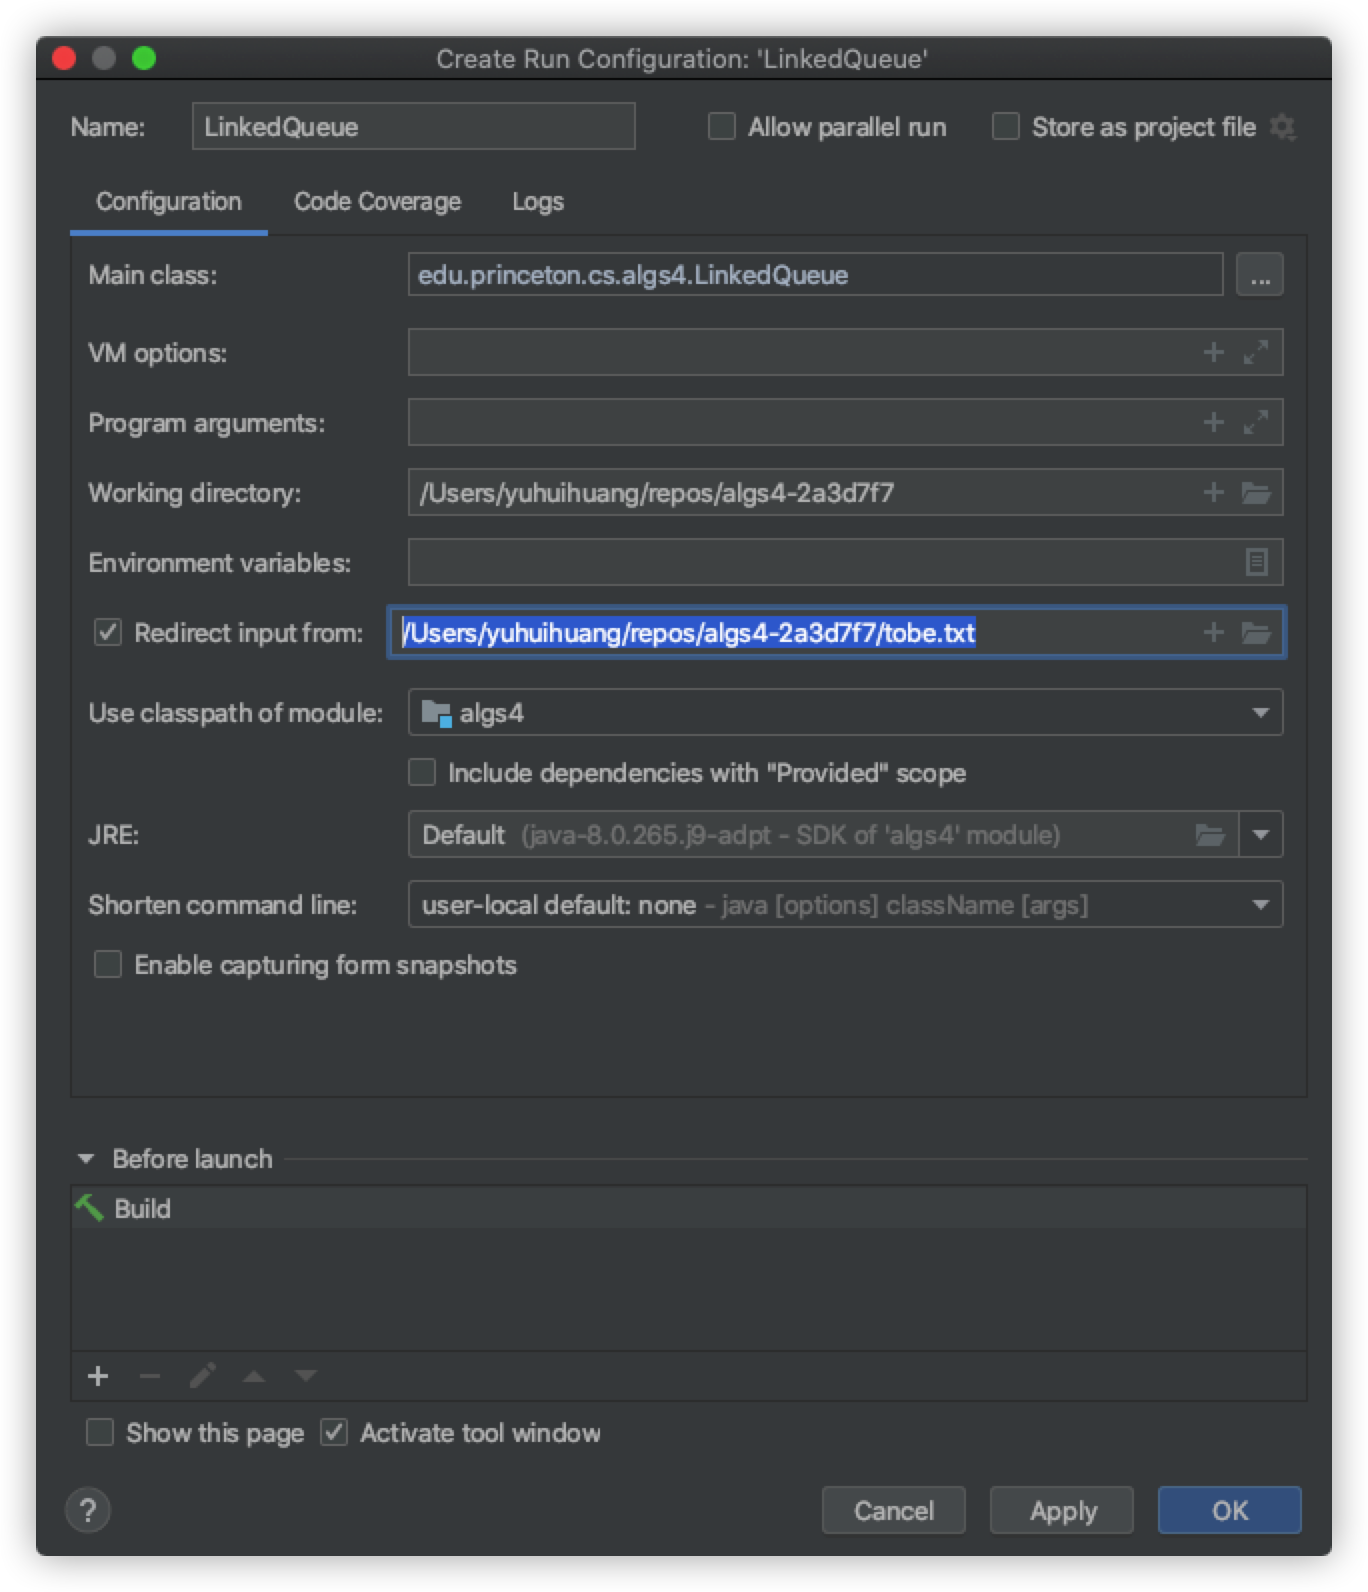 Create Run Configuration: 'LinkedQueue'
Name: LinkedQueue Allow parallel run Store as project file
Configuration Code Coverage Logs
Main class: edu.princeton.cs.algs4.LinkedQueue ...
VM options:
Program arguments:
Working directory: /Users/yuhuihuang/repos/algs4-2a3d7f7
Environment variables:
Redirect input from: /Users/yuhuihuang/repos/algs4-2a3d7f7/tobe.txt
Use classpath of module: algs4
Include dependencies with "Provided" scope
JRE: Default (java-8.0.265.j9-adpt - SDK of 'algs4' module)
Shorten command line: user-local default: none - java [options] className [args]
Enable capturing form snapshots
Before launch
Build
Show this page Activate tool window
? Cancel Apply OK